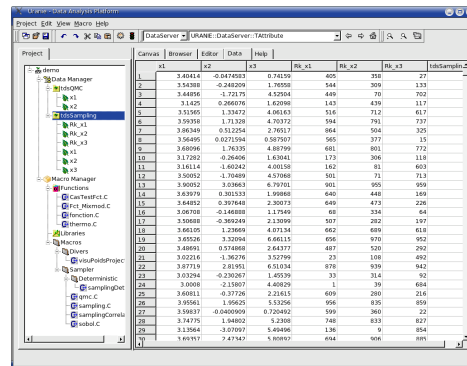 Uranie - Data Analysis Platform
Project Edit View Macro Help
DataServer URANIE::DataServer::TAttribute
Project
Canvas Browser Editor Data Help
demo
Data Manager
tdsQMC
x1
x2
tdsSampling
Rk_x1
Rk_x2
Rk_x3
x1
x2
x3
Macro Manager
Functions
CasTestFct.C
Fct_Mixmod.C
fonction.C
thermo.C
Libraries
Macros
Divers
visuPoidsProjec
Sampler
Deterministic
samplingDet
qmc.C
sampling.C
samplingCorrela
sobol.C
x1 x2 x3 Rk_x1 Rk_x2 Rk_x3 tdsSamplin
1 3.40414 -0.0474583 0.74159 405 358 27
2 3.54388 -0.248209 1.76558 544 309 133
3 3.44856 -1.72175 4.52504 449 70 702
4 3.1425 0.266076 1.62098 143 439 117
5 3.51565 1.33472 4.06163 516 712 617
6 3.59358 1.71328 4.70372 594 791 737
7 3.86349 0.512254 2.76517 864 504 325
8 3.56495 0.0271594 0.587507 565 377 15
9 3.68096 1.76335 4.88799 681 801 772
10 3.17282 -0.26406 1.63041 173 306 118
11 3.16114 -1.60242 4.00158 162 81 603
12 3.50052 -1.70489 4.57068 501 71 713
13 3.90052 3.03663 6.79701 901 955 959
14 3.63979 0.301533 1.99868 640 448 169
15 3.64852 0.397648 2.30073 649 473 226
16 3.06708 -0.146888 1.17549 68 334 64
17 3.50688 -0.369249 2.13099 507 282 197
18 3.66105 1.23669 4.07134 662 689 618
19 3.65526 3.32094 6.66115 656 970 952
20 3.48691 0.574868 2.64377 487 520 292
21 3.02216 -1.36276 3.52799 23 108 492
22 3.87719 2.81951 6.51034 878 939 942
23 3.03294 -0.230267 1.45539 33 314 92
24 3.0008 -2.15807 4.40829 1 39 684
25 3.60811 -0.37726 2.21615 609 280 216
26 3.95561 1.95625 5.53256 956 835 859
27 3.59837 -0.0400909 0.720492 599 360 22
28 3.74775 1.94802 5.2308 748 833 827
29 3.13564 -3.07097 5.49496 136 9 854
30 3.69357 2.47342 5.80892 694 906 885